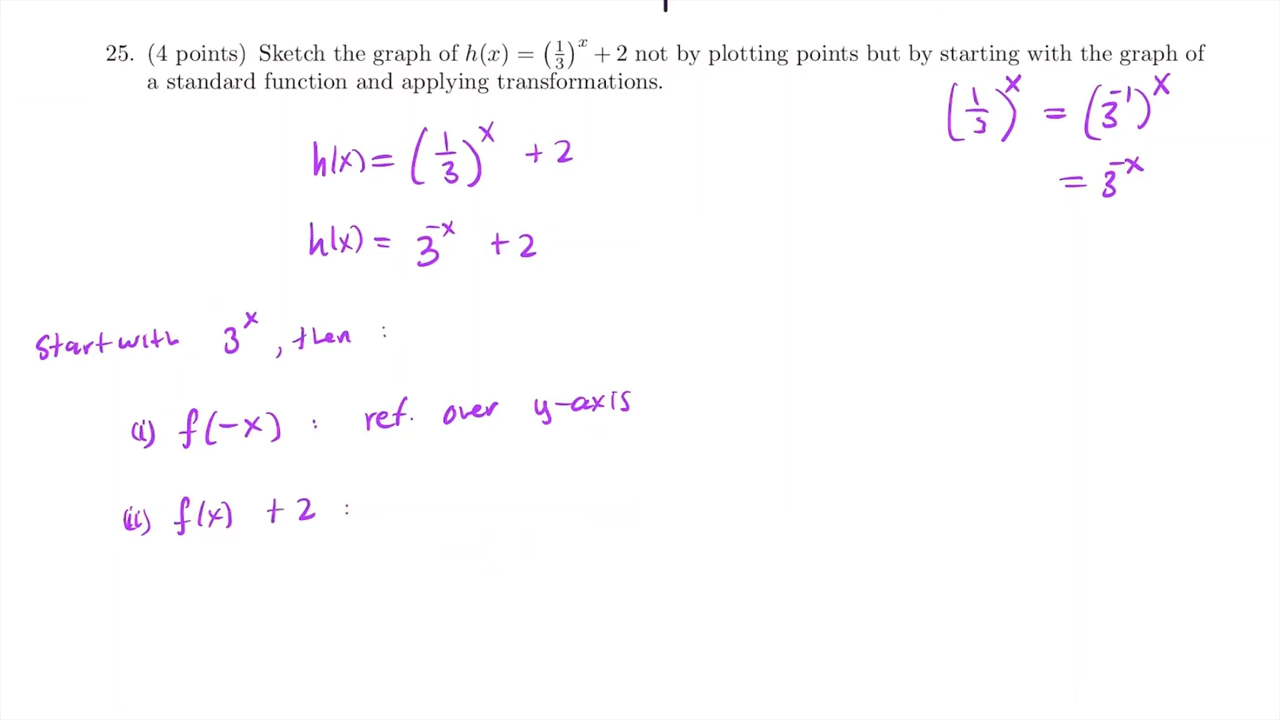 25. (4 points) Sketch the graph of h(x) = (1/3)^x + 2 not by plotting points but by starting with the graph of
a standard function and applying transformations.
(1/3)^x = (3^-1)^x
= 3^-x
h(x) = (1/3)^x + 2
h(x) = 3^-x + 2
Start with 3^x, then :
(i) f(-x) : ref. over y-axis
(ii) f(x) + 2 :